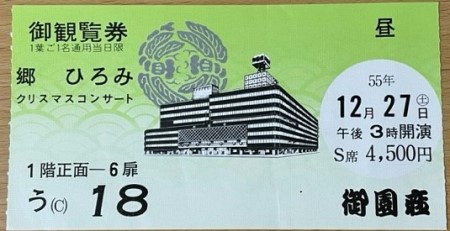 御観覧券
1葉ご1名通用当日限
郷 ひろみ
クリスマスコンサート
1階正面―6扉
う(C) 18
昼
55年
12月27日(土)
午後3時開演
S席 4,500円
御園座